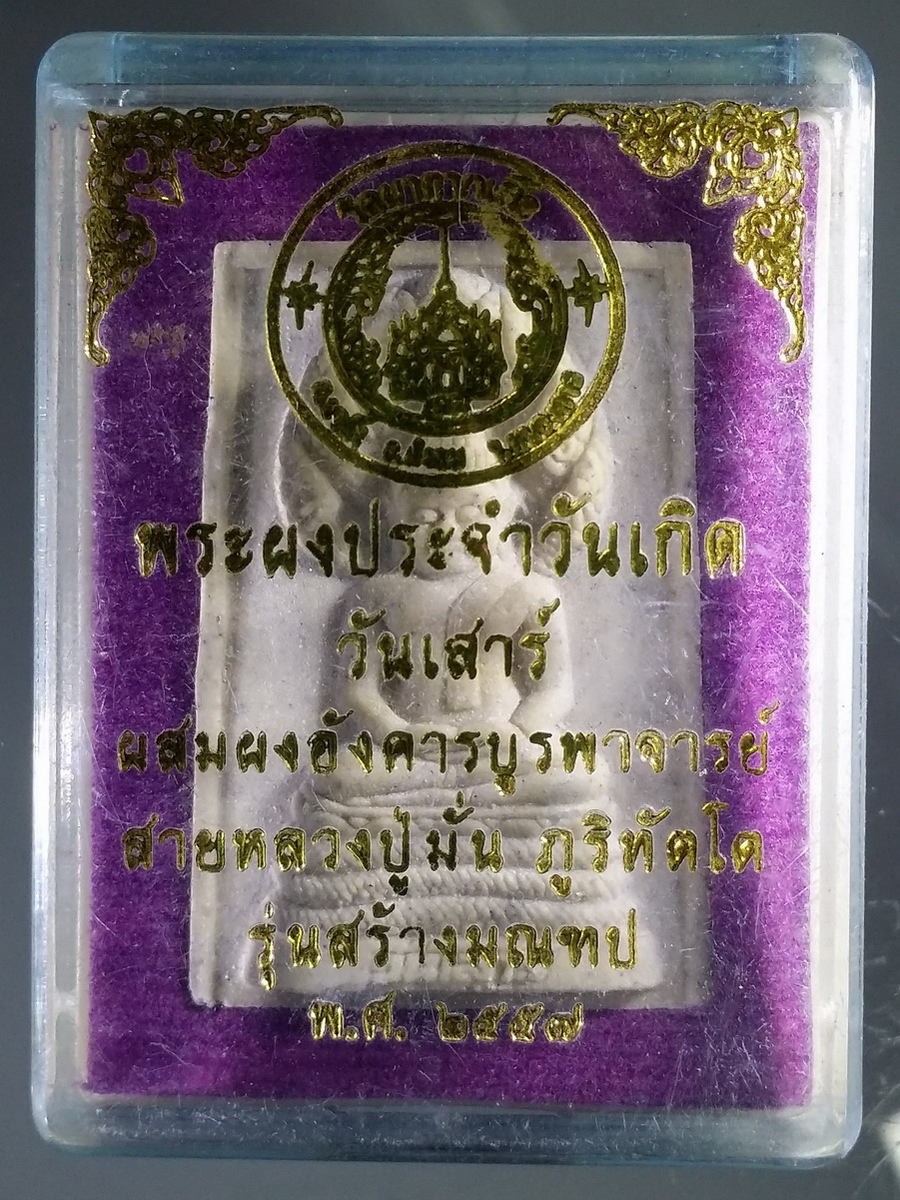 พระผงประจำวันเกิด
วันเสาร์
ผสมผงอังคารบูรพาจารย์
สายหลวงปู่มั่น ภูริทัตโต
รุ่นสร้างมณฑป
พ.ศ. ๒๕๕๗